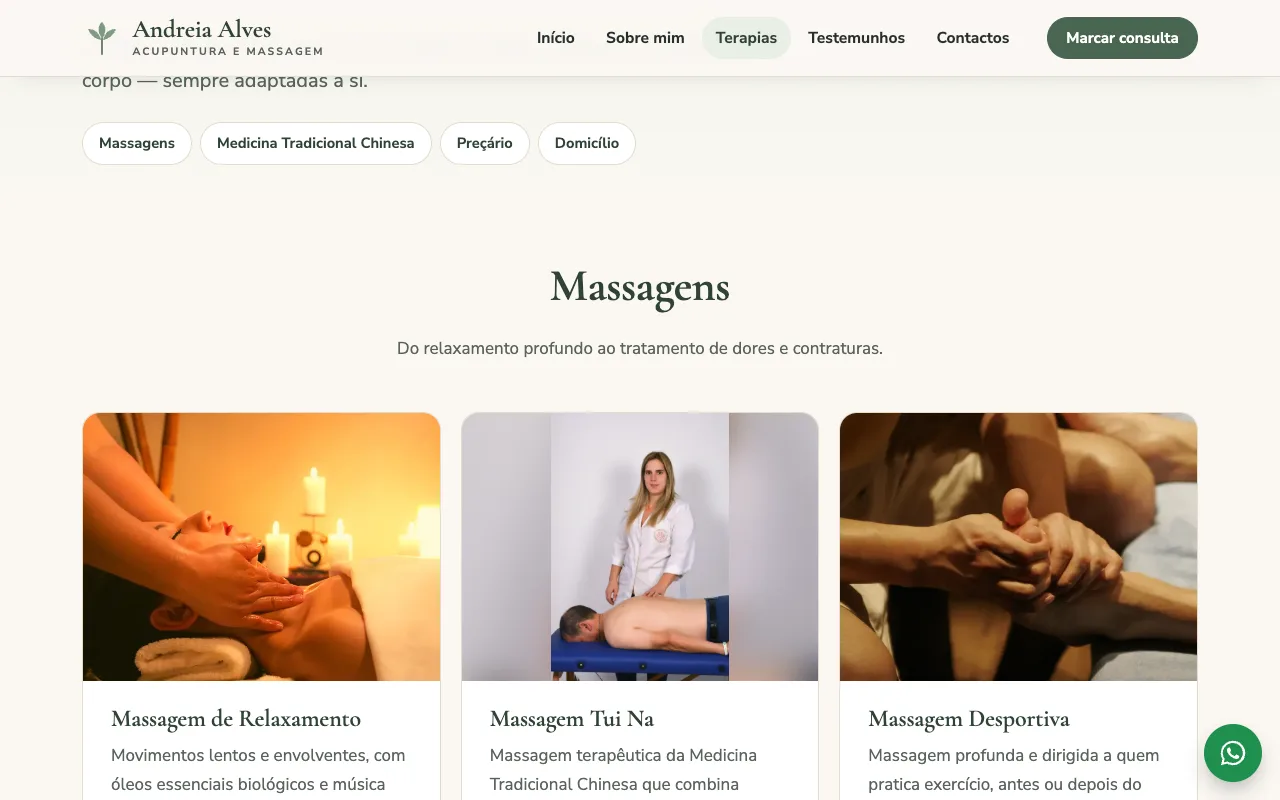 Andreia Alves
ACUPUNTURA E MASSAGEM
Início
Sobre mim
Terapias
Testemunhos
Contactos
Marcar consulta
corpo — sempre adaptadas a si.
Massagens
Medicina Tradicional Chinesa
Preçário
Domicílio
Massagens
Do relaxamento profundo ao tratamento de dores e contraturas.
Massagem de Relaxamento
Movimentos lentos e envolventes, com
óleos essenciais biológicos e música
Massagem Tui Na
Massagem terapêutica da Medicina
Tradicional Chinesa que combina
Massagem Desportiva
Massagem profunda e dirigida a quem
pratica exercício, antes ou depois do